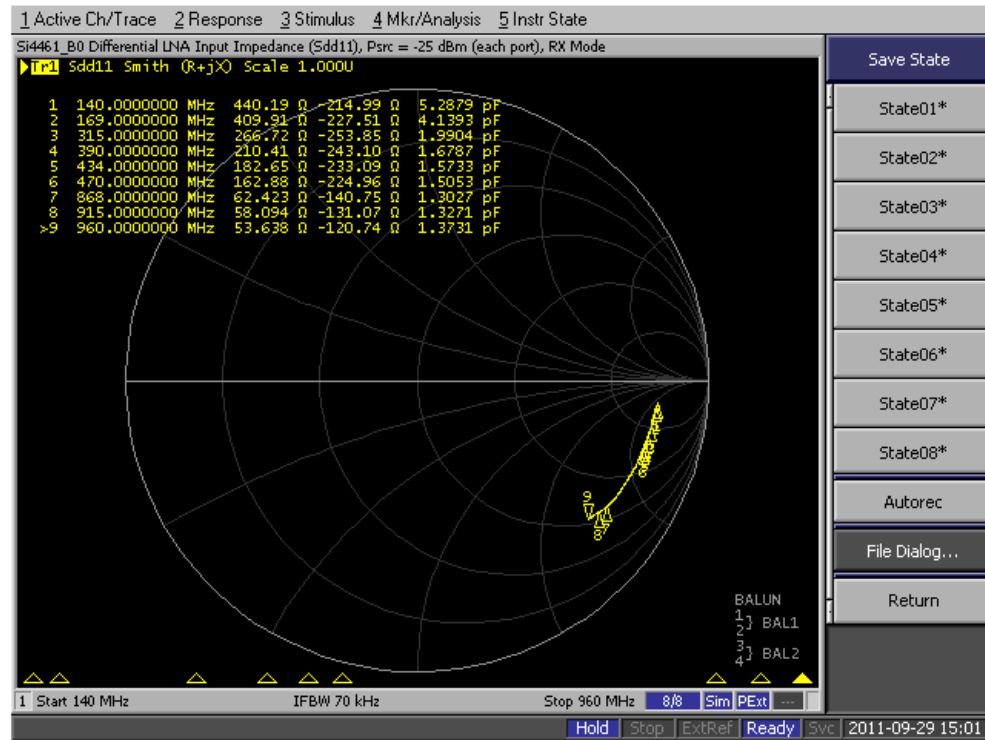 1 Active Ch/Trace 2 Response 3 Stimulus 4 Mkr/Analysis 5 Instr State
Si4461_B0 Differential LNA Input Impedance (Sdd11), Psrc = -25 dBm (each port), RX Mode
Tr1 Sdd11 Smith (R+jX) Scale 1.000U
1 140.0000000 MHz 440.19 Ω -214.99 Ω 5.2879 pF
2 169.0000000 MHz 409.91 Ω -227.51 Ω 4.1393 pF
3 315.0000000 MHz 266.72 Ω -253.85 Ω 1.9904 pF
4 390.0000000 MHz 210.41 Ω -243.10 Ω 1.6787 pF
5 434.0000000 MHz 182.65 Ω -233.09 Ω 1.5733 pF
6 470.0000000 MHz 162.88 Ω -224.96 Ω 1.5053 pF
7 868.0000000 MHz 62.423 Ω -140.75 Ω 1.3027 pF
8 915.0000000 MHz 58.094 Ω -131.07 Ω 1.3271 pF
>9 960.0000000 MHz 53.638 Ω -120.74 Ω 1.3731 pF
6
9
8
7
BALUN
1
2} BAL1
3
4} BAL2
1 Start 140 MHz IFBW 70 kHz Stop 960 MHz 8/8 Sim PExt ---
Hold Stop ExtRef Ready Svc 2011-09-29 15:01
Save State
State01*
State02*
State03*
State04*
State05*
State06*
State07*
State08*
Autorec
File Dialog...
Return